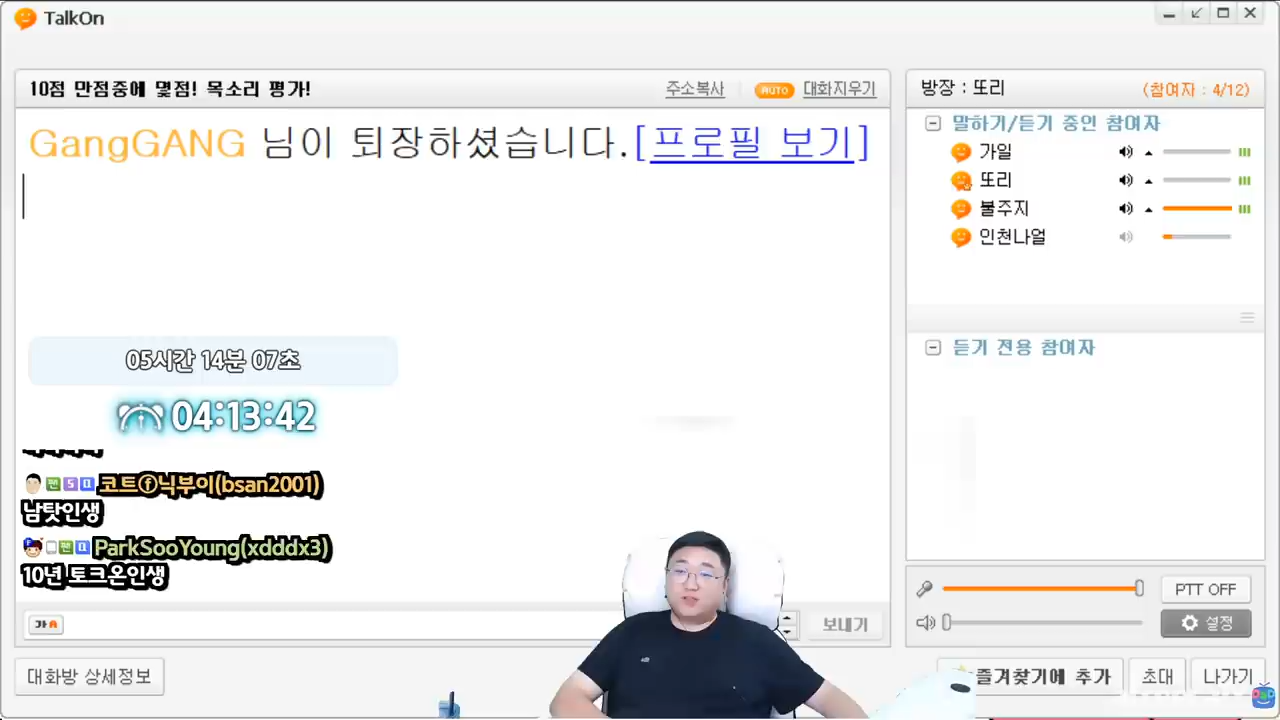 TalkOn
10점 만점중에 몇점! 목소리 평가!
주소복사
AUTO 대화지우기
GangGANG 님이 퇴장하셨습니다.[프로필 보기]
05시간 14분 07초
04:13:42
팬 S 코트ⓕ닉부이(bsan2001)
남탓인생
팬 ParkSooYoung(xdddx3)
10년 토크온인생
가
보내기
대화방 상세정보
방장 : 또리
(참여자 : 4/12)
말하기/듣기 중인 참여자
가일
또리
불주지
인천나얼
듣기 전용 참여자
PTT OFF
설정
즐겨찾기에 추가
초대
나가기